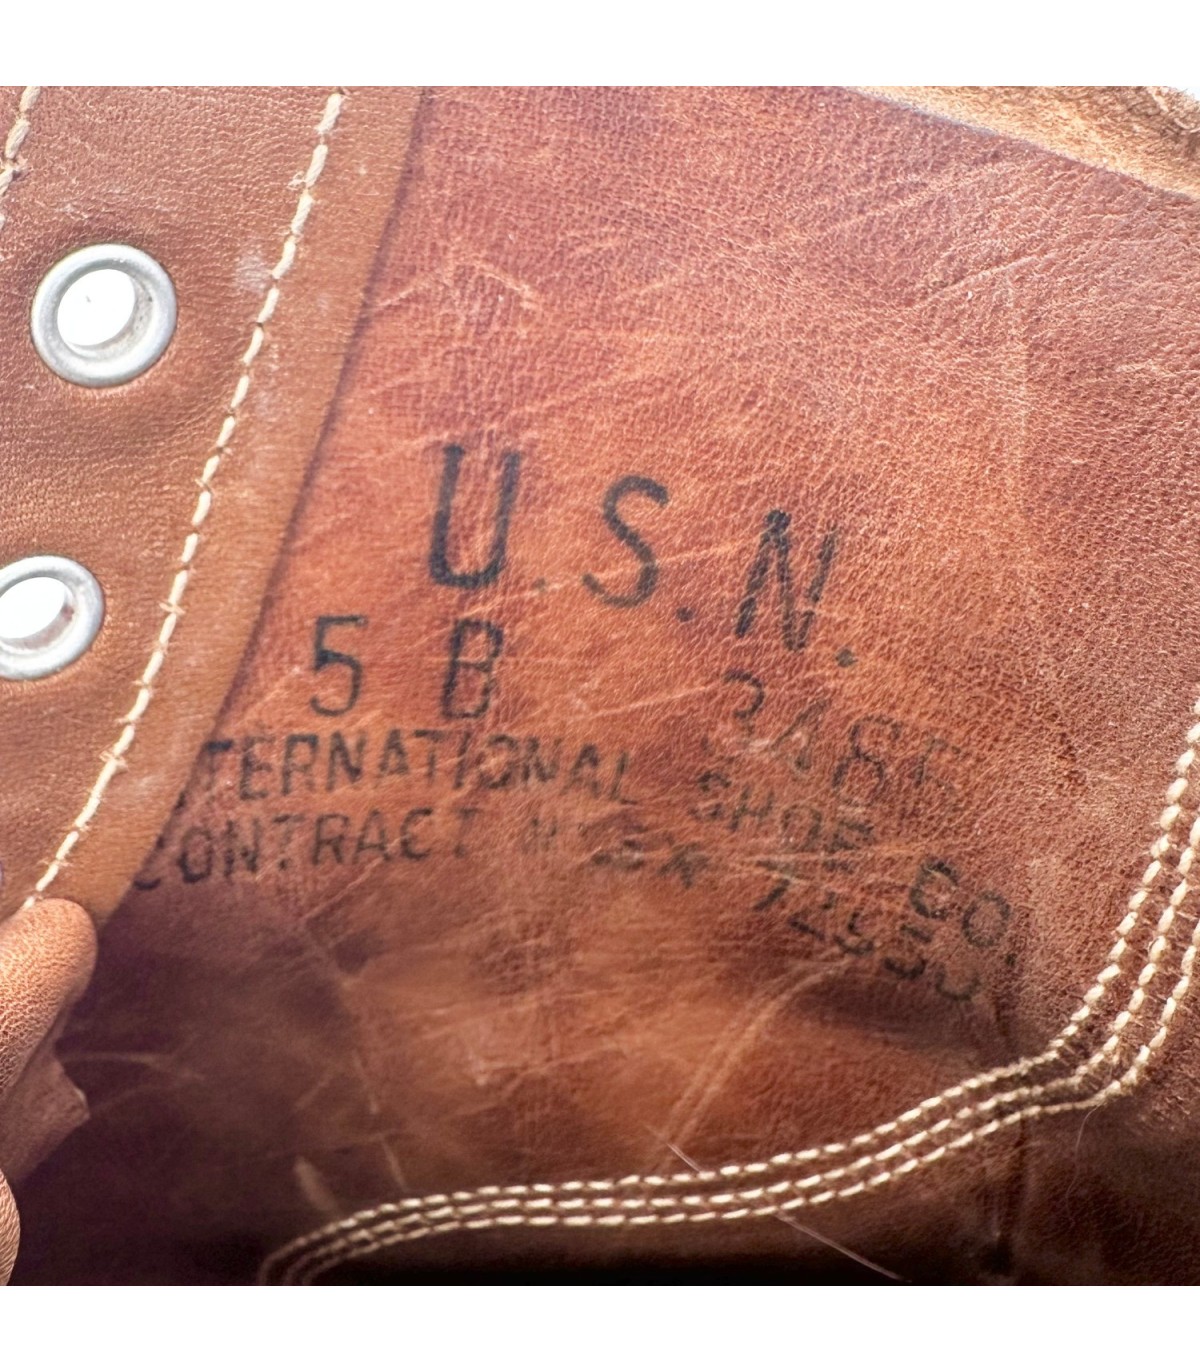 U.S.N.
5 B
TERNATIONAL SHOE CO.
CONTRACT